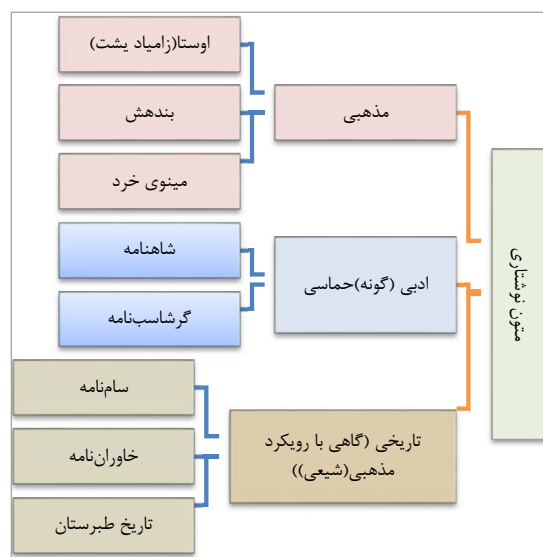 متون نوشتاری
مذهبی
اوستا(زامیاد یشت)
بندهش
مینوی خرد
ادبی (گونه)حماسی
شاهنامه
گرشاسب‌نامه
تاریخی (گاهی با رویکرد
مذهبی(شیعی))
سام‌نامه
خاوران‌نامه
تاریخ طبرستان